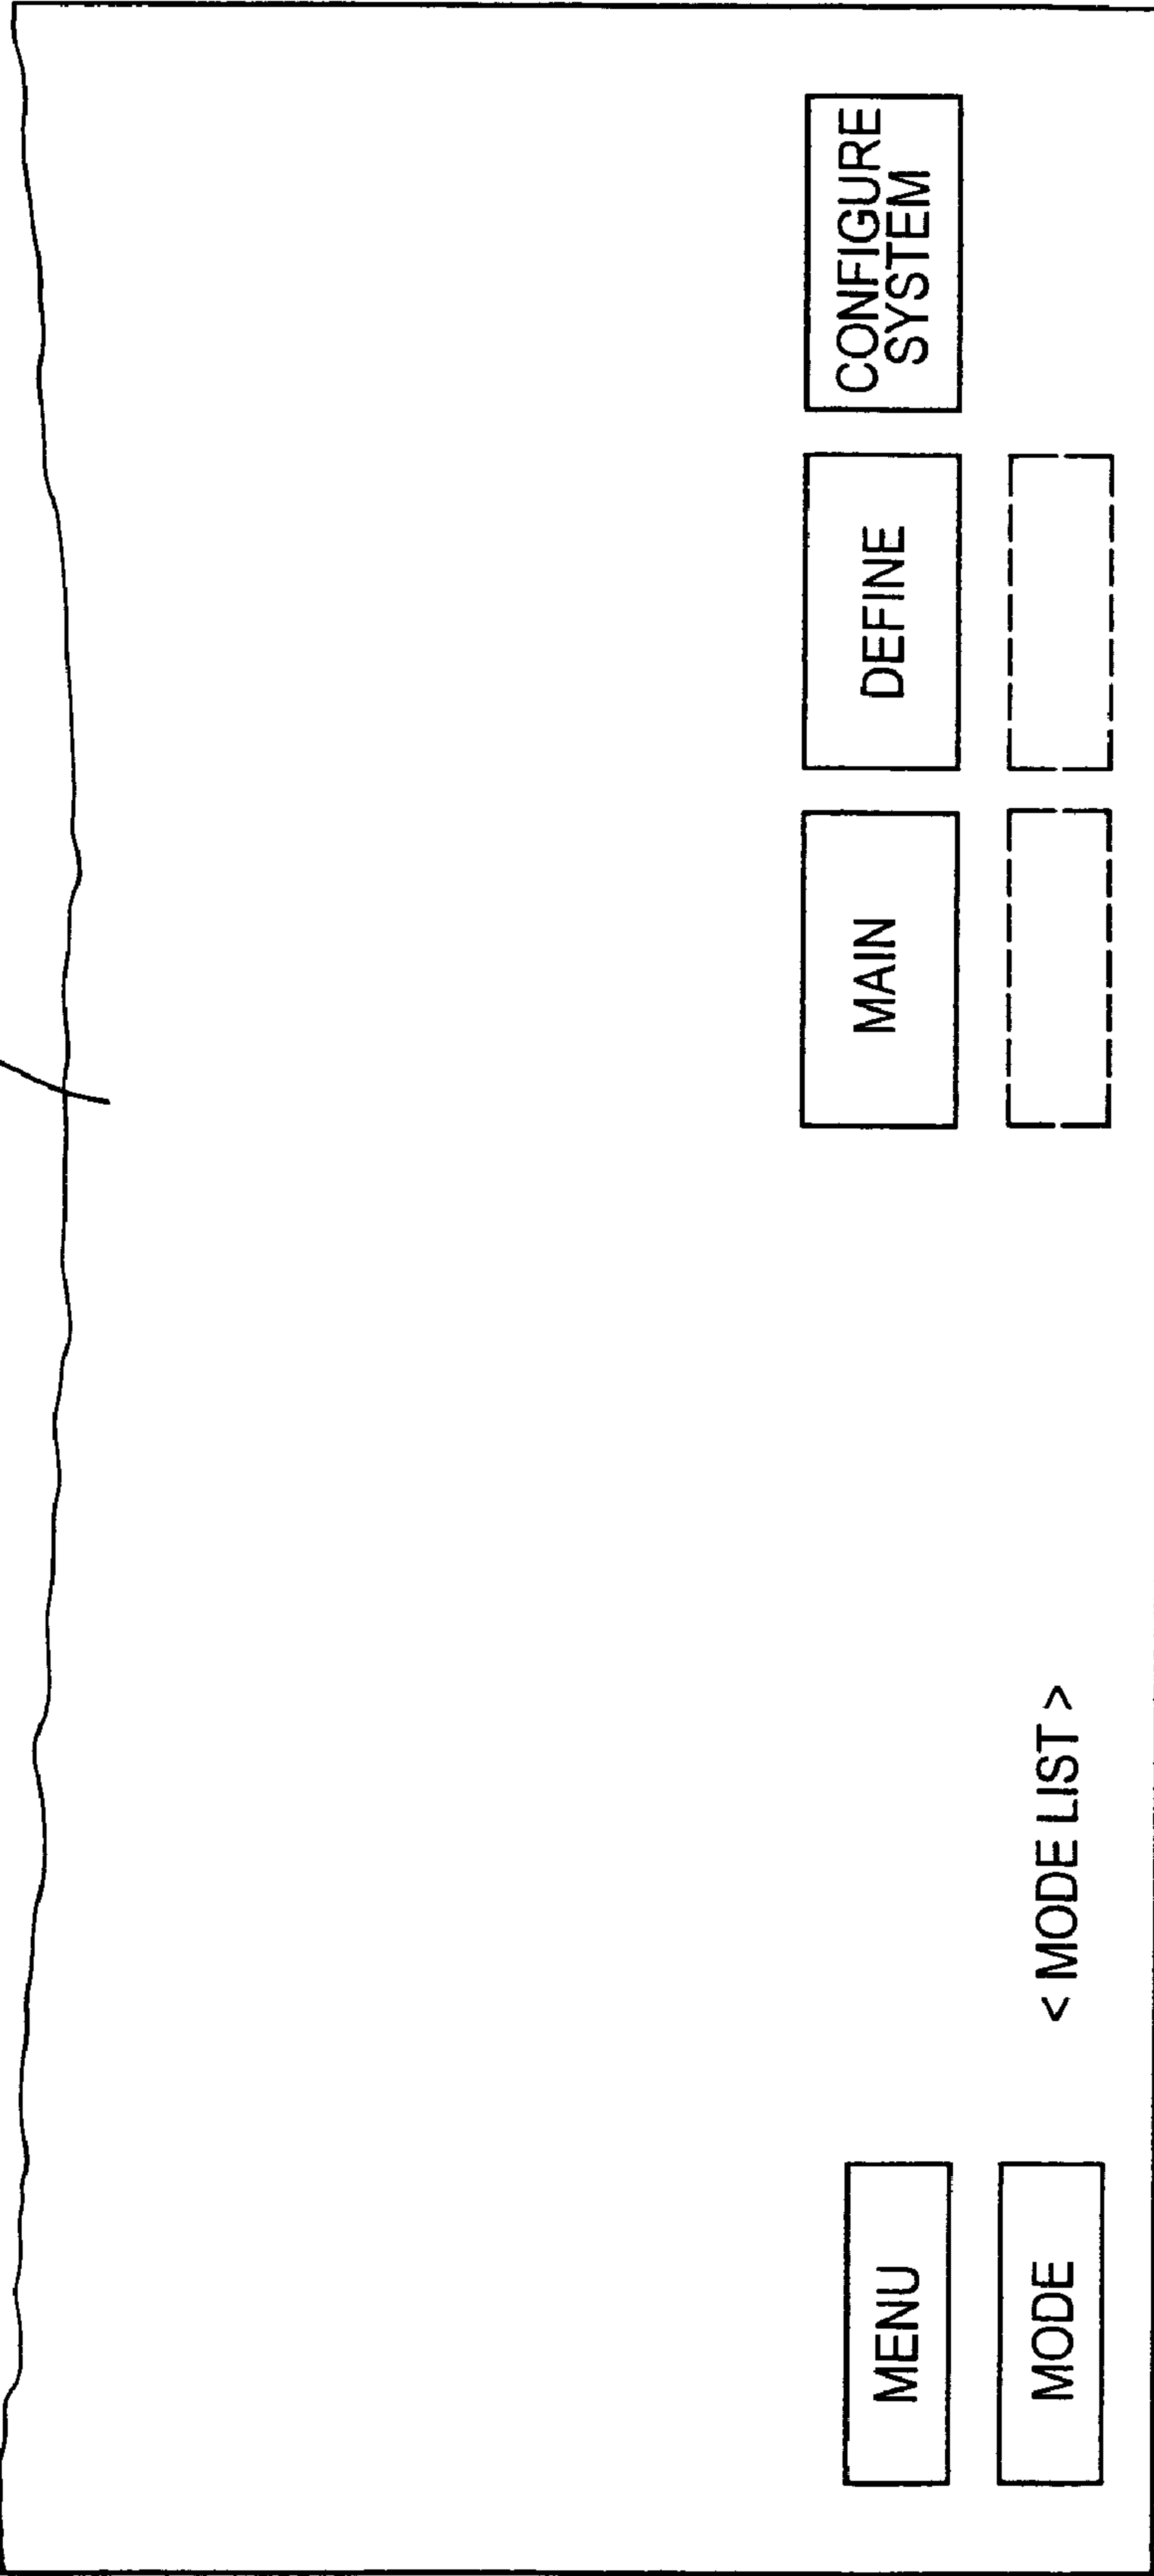 MENU
MAIN
DEFINE
CONFIGURE
SYSTEM
MODE
< MODE LIST >